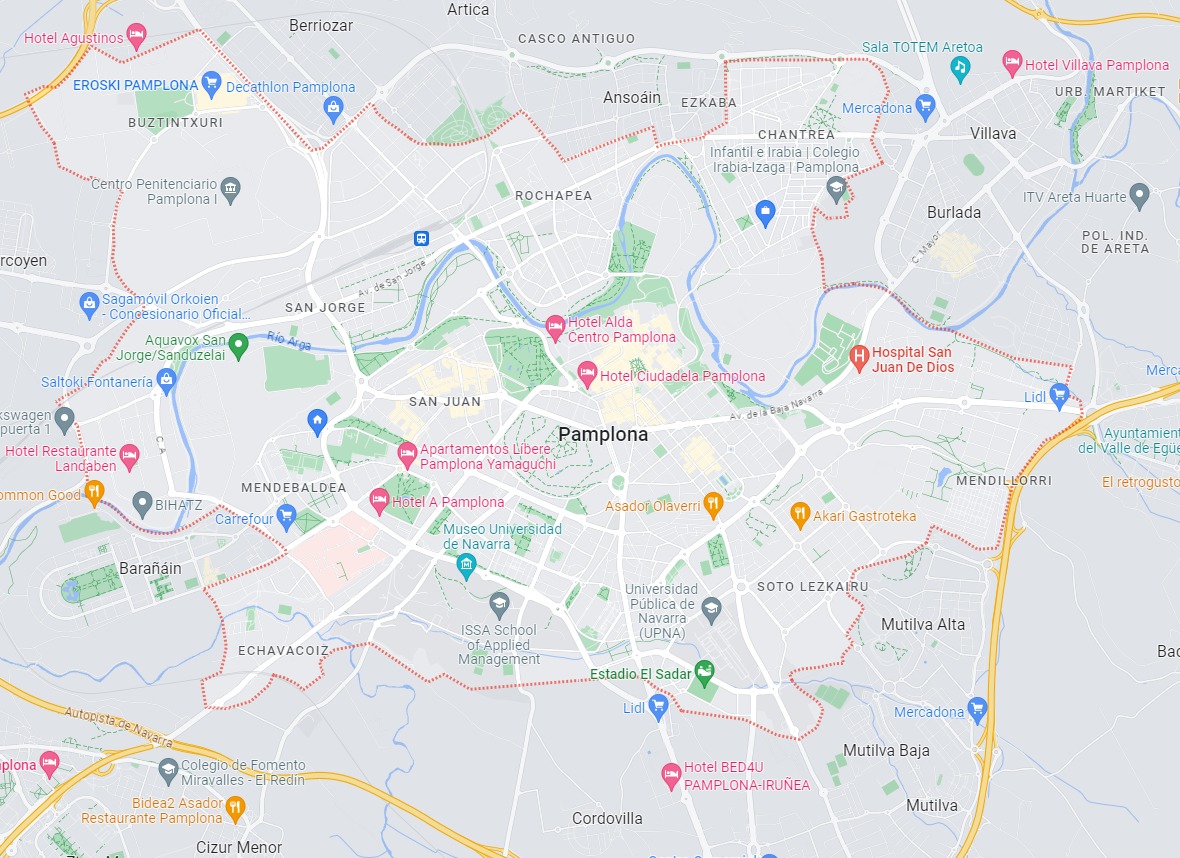 Artica
Berriozar
Hotel Agustinos
CASCO ANTIGUO
Sala TOTEM Aretoa
Hotel Villava Pamplona
EROSKI PAMPLONA
Decathlon Pamplona
Ansoáin
EZKABA
URB. MARTIKET
Mercadona
BUZTINTXURI
CHANTREA
Villava
Infantil e Irabia | Colegio
Irabia-Izaga | Pamplona
Centro Penitenciario
Pamplona I
ROCHAPEA
ITV Areta Huarte
Burlada
POL. IND.
DE ARETA
C. Mayor
rcoyen
Av. de San Jorge
Sagamóvil Orkoien
- Concesionario Oficial...
SAN JORGE
Hotel Alda
Centro Pamplona
Aquavox San
Jorge/Sanduzelai
Río Arga
Hospital San
Juan De Dios
Saltoki Fontanería
Hotel Ciudadela Pamplona
Merca
Lidl
SAN JUAN
Av. de la Baja Navarra
kswagen
puerta 1
Pamplona
Ayuntamient
del Valle de Egüe
Hotel Restaurante
Landaben
Apartamentos Líbere
Pamplona Yamaguchi
MENDEBALDEA
MENDILLORRI
El retrogusto
ommon Good
BIHATZ
Hotel A Pamplona
Asador Olaverri
Akari Gastroteka
Carrefour
Museo Universidad
de Navarra
Barañáin
SOTO LEZKAIRU
Universidad
Pública de
Navarra
(UPNA)
ISSA School
of Applied
Management
Mutilva Alta
ECHAVACOIZ
Estadio El Sadar
Lidl
Mercadona
Autopista de Navarra
Mutilva Baja
plona
Colegio de Fomento
Miravalles - El Redín
Hotel BED4U
PAMPLONA-IRUÑEA
Bidea2 Asador
Restaurante Pamplona
Mutilva
Cordovilla
Cizur Menor